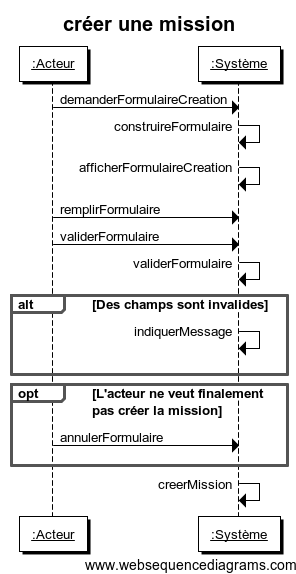 créer une mission
:Acteur :Système
demanderFormulaireCreation
construireFormulaire
afficherFormulaireCreation
remplirFormulaire
validerFormulaire
validerFormulaire
alt [Des champs sont invalides]
indiquerMessage
opt [L'acteur ne veut finalement
pas créer la mission]
annulerFormulaire
creerMission
:Acteur :Système
www.websequencediagrams.com